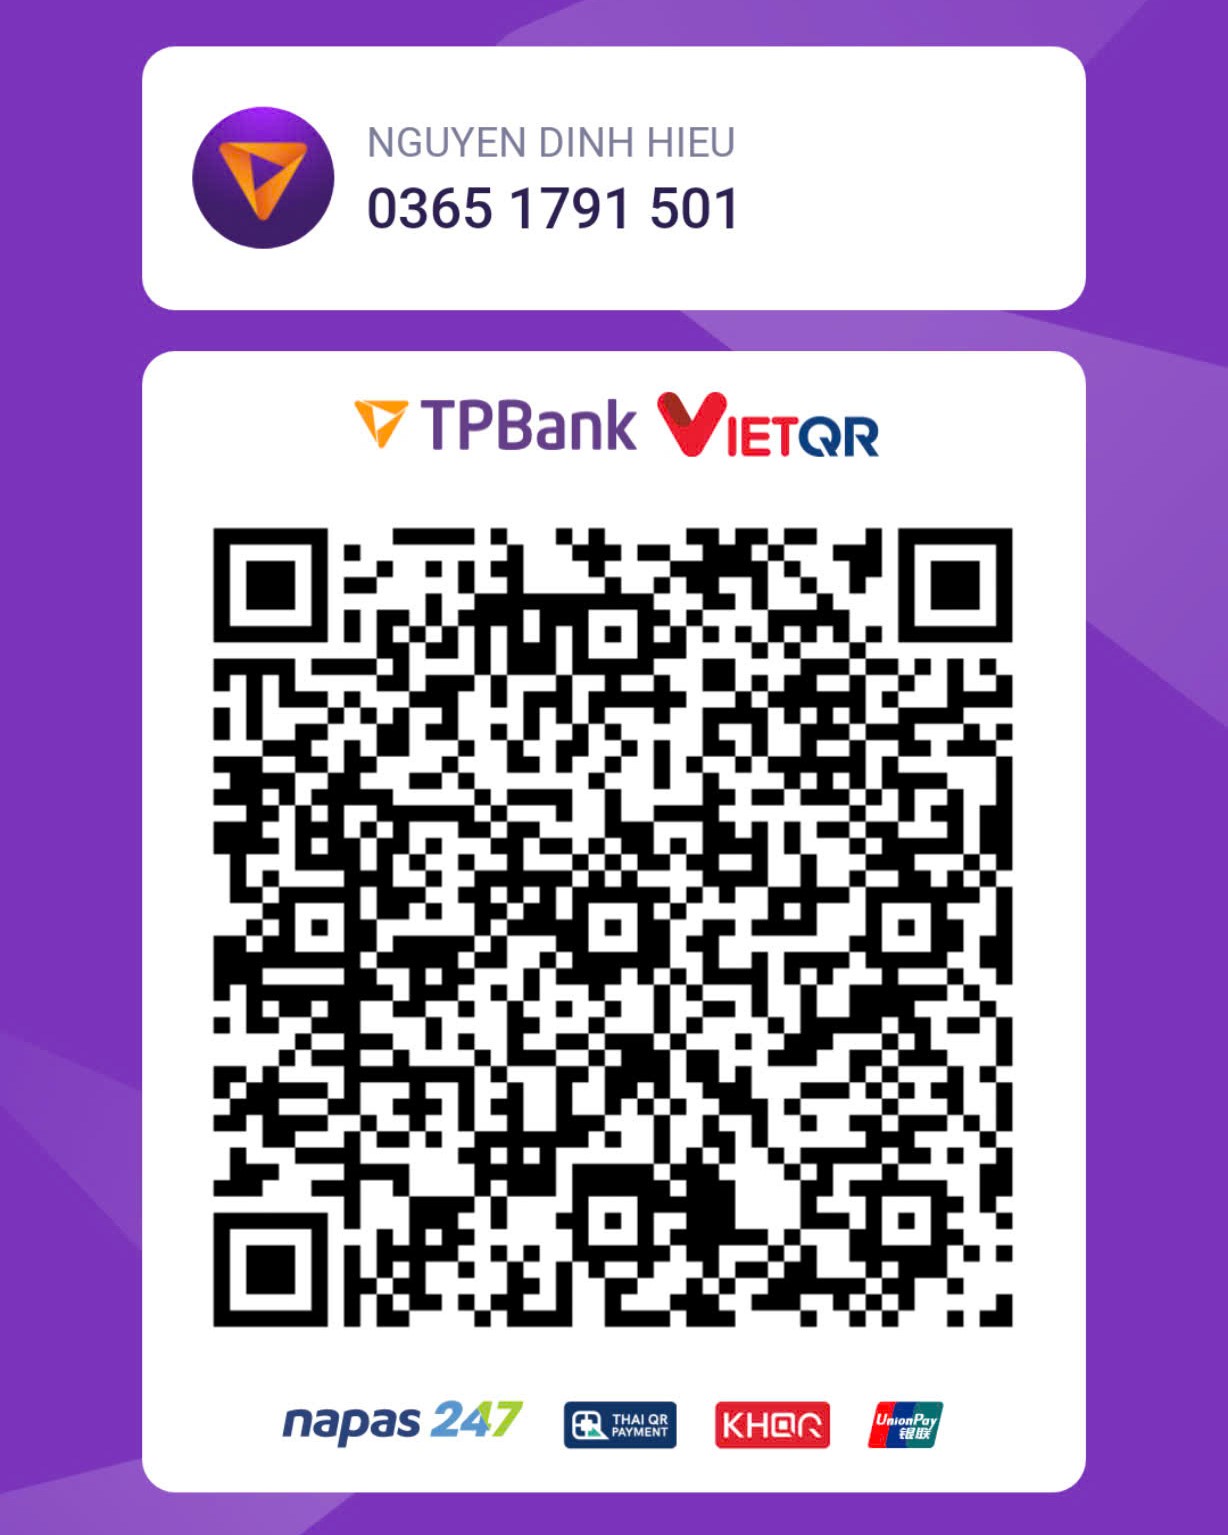 NGUYEN DINH HIEU
0365 1791 501
TPBank VIETQR
napas 247 THAI QR PAYMENT KHQR UnionPay 银联